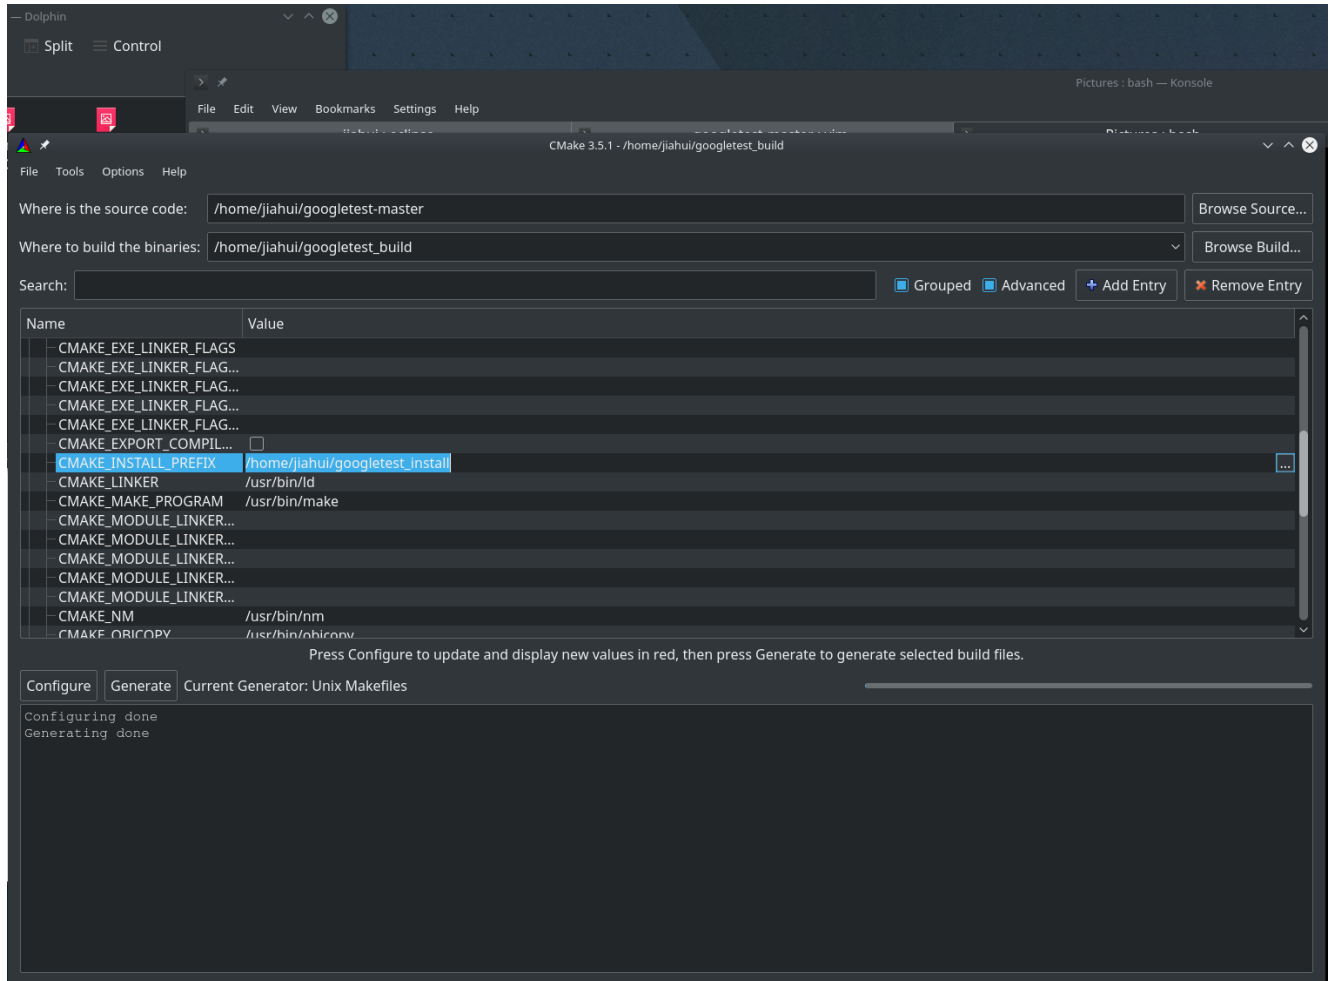 — Dolphin
Split Control
Pictures : bash — Konsole
File Edit View Bookmarks Settings Help
CMake 3.5.1 - /home/jiahui/googletest_build
File Tools Options Help
Where is the source code: /home/jiahui/googletest-master Browse Source...
Where to build the binaries: /home/jiahui/googletest_build Browse Build...
Search: Grouped Advanced Add Entry Remove Entry
Name Value
CMAKE_EXE_LINKER_FLAGS
CMAKE_EXE_LINKER_FLAG...
CMAKE_EXE_LINKER_FLAG...
CMAKE_EXE_LINKER_FLAG...
CMAKE_EXE_LINKER_FLAG...
CMAKE_EXPORT_COMPIL...
CMAKE_INSTALL_PREFIX /home/jiahui/googletest_install ...
CMAKE_LINKER /usr/bin/ld
CMAKE_MAKE_PROGRAM /usr/bin/make
CMAKE_MODULE_LINKER...
CMAKE_MODULE_LINKER...
CMAKE_MODULE_LINKER...
CMAKE_MODULE_LINKER...
CMAKE_MODULE_LINKER...
CMAKE_NM /usr/bin/nm
CMAKE_OBJCOPY /usr/bin/objcopy
Press Configure to update and display new values in red, then press Generate to generate selected build files.
Configure Generate Current Generator: Unix Makefiles
Configuring done
Generating done